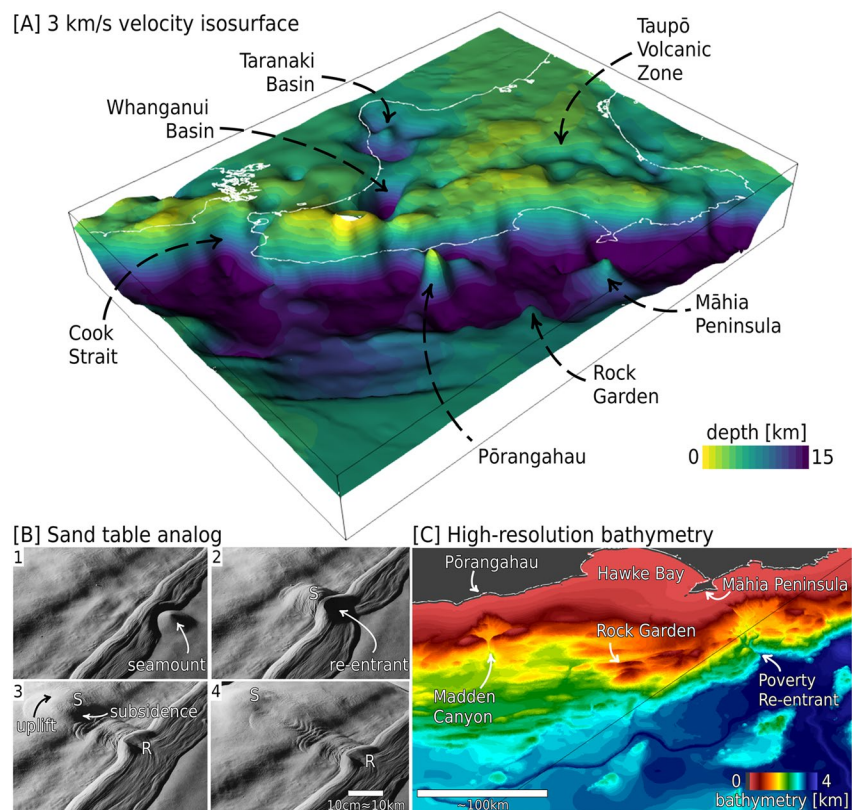 [A] 3 km/s velocity isosurface
Taranaki
Basin
Taupō
Volcanic
Zone
Whanganui
Basin
Cook
Strait
Māhia
Peninsula
Rock
Garden
Pōrangahau
depth [km]
0
15
[B] Sand table analog
1
seamount
2
S
re-entrant
3
S
uplift
subsidence
R
4
S
R
10cm≈10km
[C] High-resolution bathymetry
Pōrangahau
Hawke Bay
Māhia Peninsula
Rock Garden
Madden
Canyon
Poverty
Re-entrant
0
4
bathymetry [km]
~100km